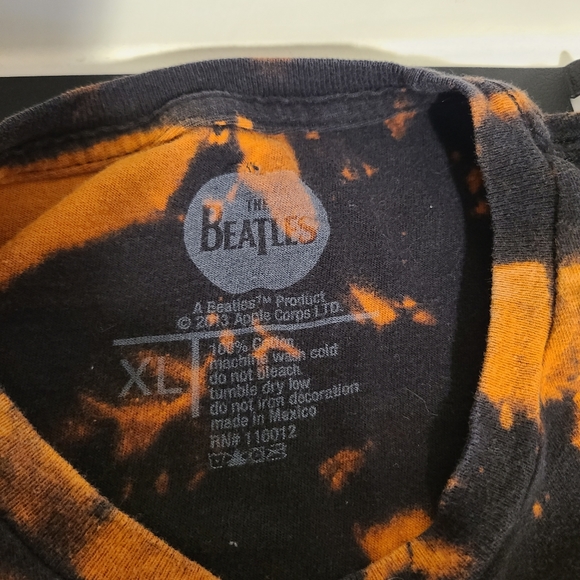 THE
BEATLES
A Beatles™ Product
© 2013 Apple Corps LTD.
XL
100% Cotton
machine wash cold
do not bleach
tumble dry low
do not iron decoration
made in Mexico
RN# 110012